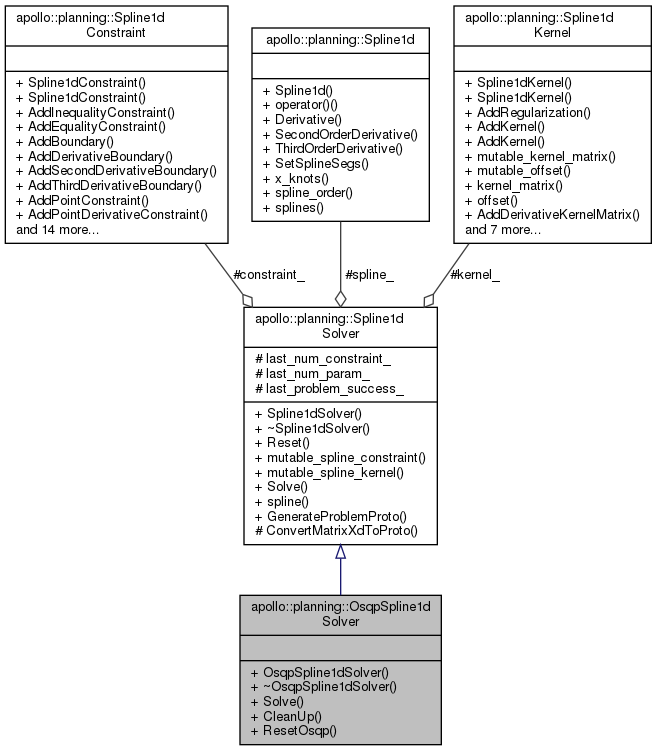 apollo::planning::Spline1d
Constraint
+ Spline1dConstraint()
+ Spline1dConstraint()
+ AddInequalityConstraint()
+ AddEqualityConstraint()
+ AddBoundary()
+ AddDerivativeBoundary()
+ AddSecondDerivativeBoundary()
+ AddThirdDerivativeBoundary()
+ AddPointConstraint()
+ AddPointDerivativeConstraint()
and 14 more...
apollo::planning::Spline1d
+ Spline1d()
+ operator()()
+ Derivative()
+ SecondOrderDerivative()
+ ThirdOrderDerivative()
+ SetSplineSegs()
+ x_knots()
+ spline_order()
+ splines()
apollo::planning::Spline1d
Kernel
+ Spline1dKernel()
+ Spline1dKernel()
+ AddRegularization()
+ AddKernel()
+ AddKernel()
+ mutable_kernel_matrix()
+ mutable_offset()
+ kernel_matrix()
+ offset()
+ AddDerivativeKernelMatrix()
and 7 more...
#constraint_
#spline_
#kernel_
apollo::planning::Spline1d
Solver
# last_num_constraint_
# last_num_param_
# last_problem_success_
+ Spline1dSolver()
+ ~Spline1dSolver()
+ Reset()
+ mutable_spline_constraint()
+ mutable_spline_kernel()
+ Solve()
+ spline()
+ GenerateProblemProto()
# ConvertMatrixXdToProto()
apollo::planning::OsqpSpline1d
Solver
+ OsqpSpline1dSolver()
+ ~OsqpSpline1dSolver()
+ Solve()
+ CleanUp()
+ ResetOsqp()